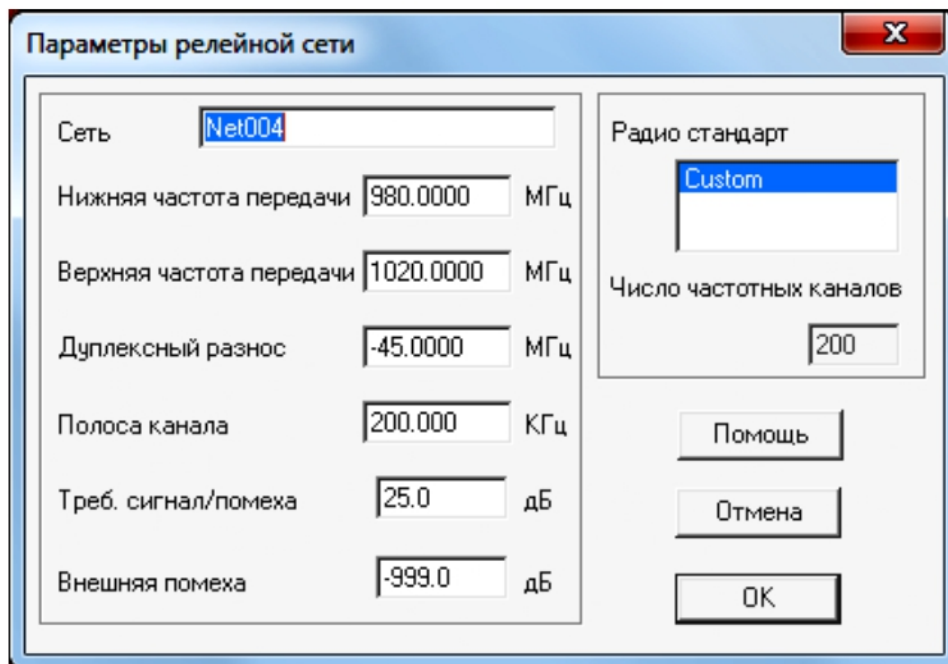 Параметры релейной сети
Сеть Net004
Нижняя частота передачи 980.0000 МГц
Верхняя частота передачи 1020.0000 МГц
Дуплексный разнос -45.0000 МГц
Полоса канала 200.000 КГц
Треб. сигнал/помеха 25.0 дБ
Внешняя помеха -999.0 дБ
Радио стандарт
Custom
Число частотных каналов
200
Помощь
Отмена
OK